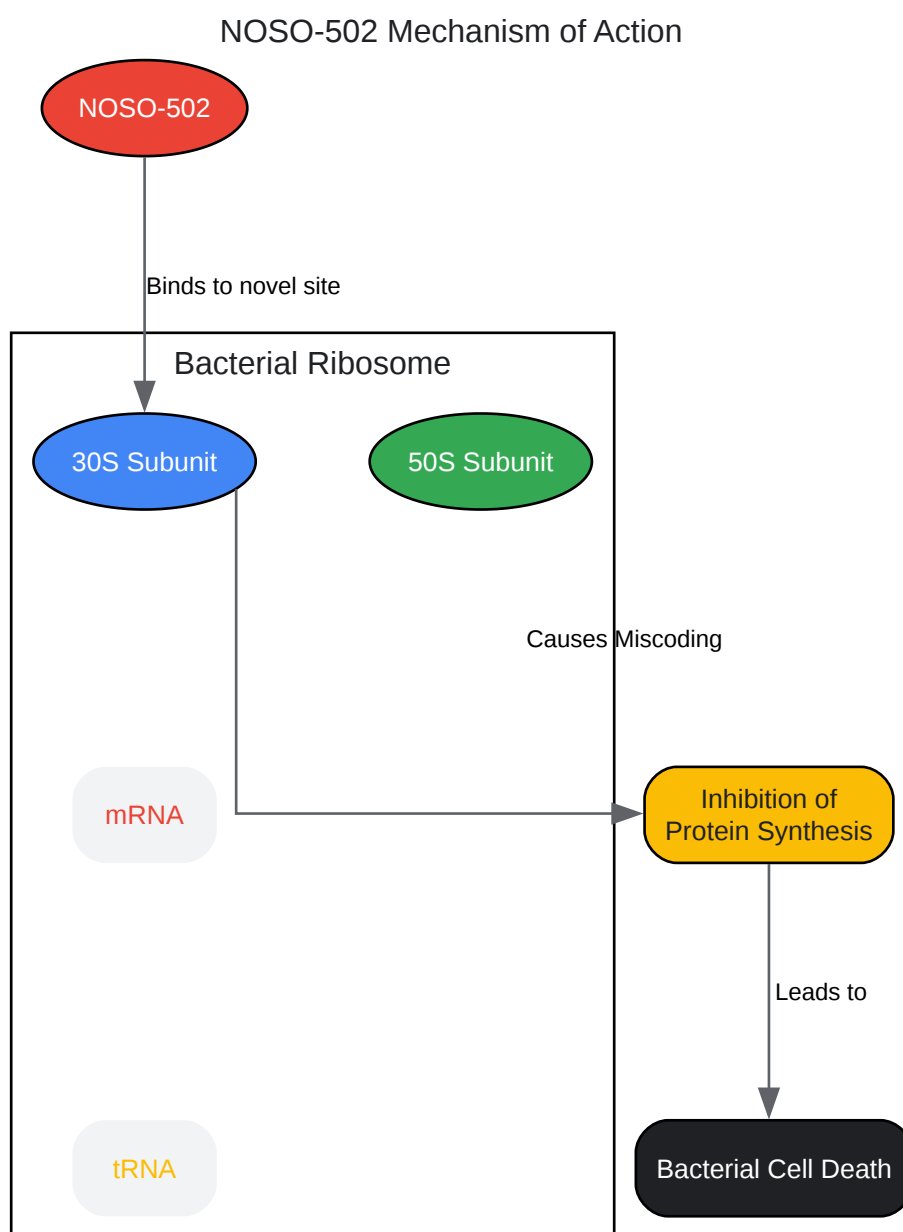 NOSO-502 Mechanism of Action
NOSO-502
Binds to novel site
Bacterial Ribosome
30S Subunit
50S Subunit
Causes Miscoding
mRNA
Inhibition of
Protein Synthesis
Leads to
tRNA
Bacterial Cell Death